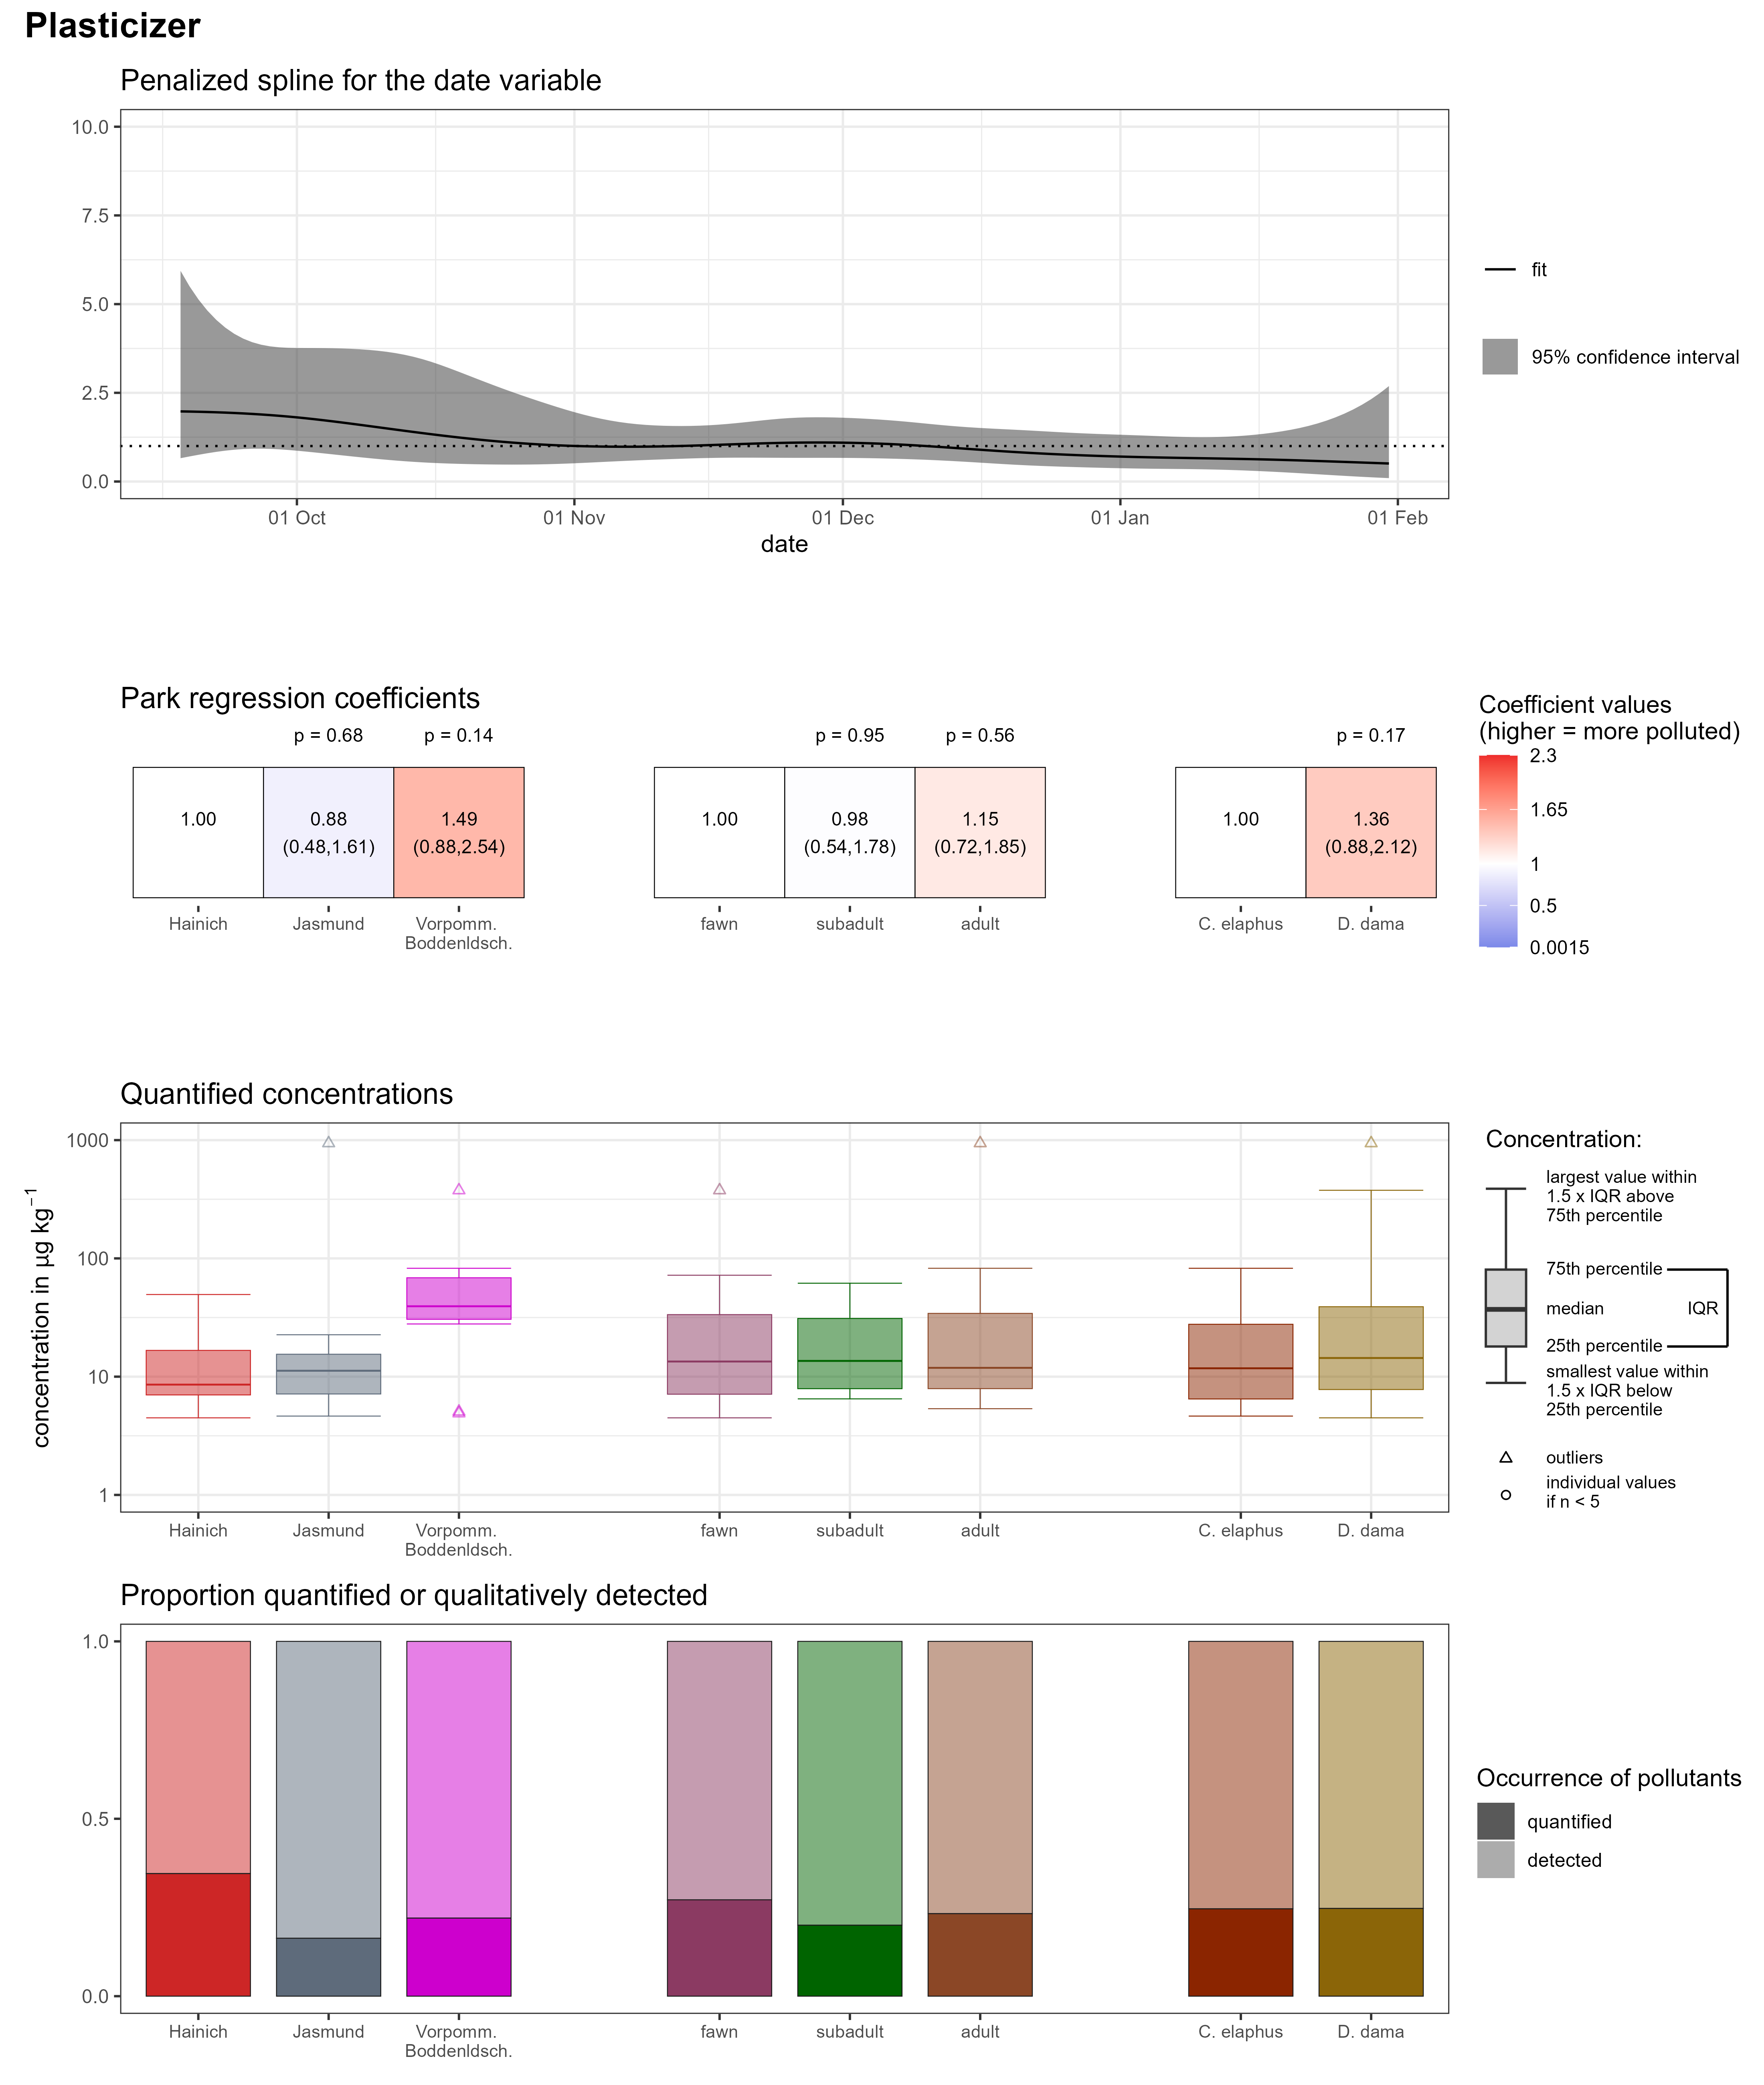 Plasticizer
Penalized spline for the date variable
10.0
7.5
5.0
2.5
0.0
01 Oct
01 Nov
01 Dec
01 Jan
01 Feb
date
fit
95% confidence interval
Park regression coefficients
p = 0.68
p = 0.14
p = 0.95
p = 0.56
p = 0.17
1.00
0.88
(0.48,1.61)
1.49
(0.88,2.54)
1.00
0.98
(0.54,1.78)
1.15
(0.72,1.85)
1.00
1.36
(0.88,2.12)
Hainich
Jasmund
Vorpomm.
Boddenldsch.
fawn
subadult
adult
C. elaphus
D. dama
Coefficient values
(higher = more polluted)
2.3
1.65
1
0.5
0.0015
Quantified concentrations
concentration in µg kg⁻¹
1000
100
10
1
Hainich
Jasmund
Vorpomm.
Boddenldsch.
fawn
subadult
adult
C. elaphus
D. dama
Concentration:
largest value within
1.5 x IQR above
75th percentile
75th percentile
median
IQR
25th percentile
smallest value within
1.5 x IQR below
25th percentile
outliers
individual values
if n < 5
Proportion quantified or qualitatively detected
1.0
0.5
0.0
Hainich
Jasmund
Vorpomm.
Boddenldsch.
fawn
subadult
adult
C. elaphus
D. dama
Occurrence of pollutants
quantified
detected